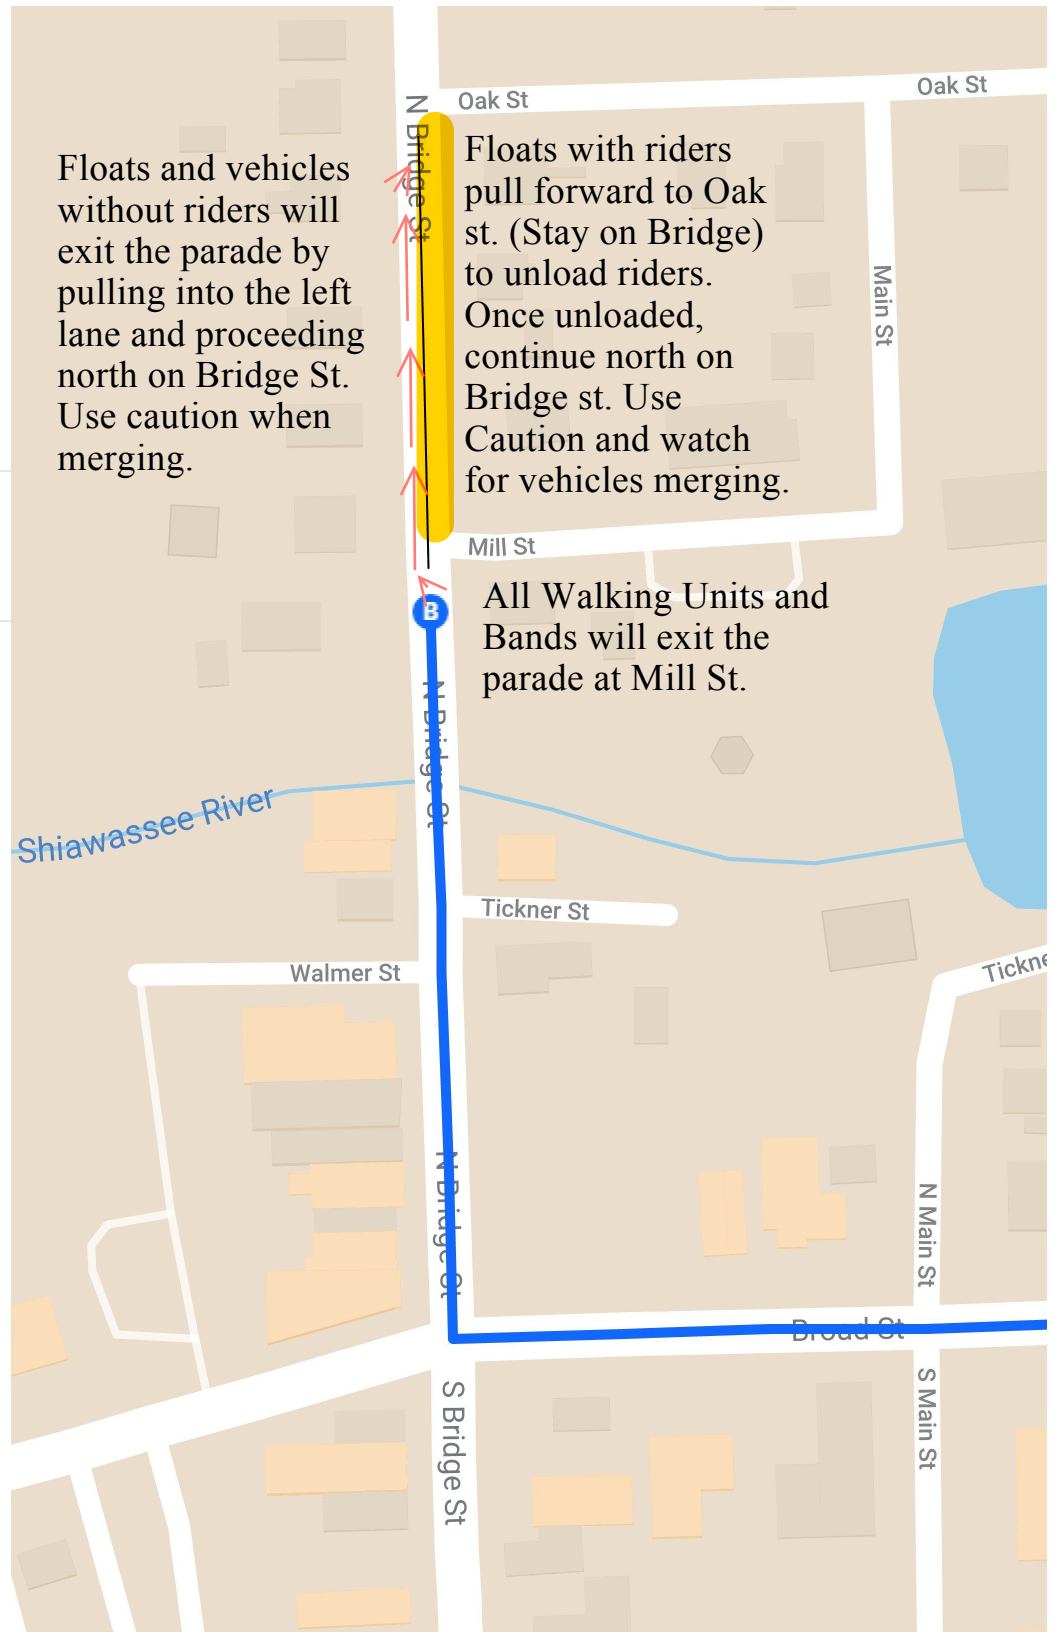 Oak St
Oak St
N Bridge St
Floats and vehicles
without riders will
exit the parade by
pulling into the left
lane and proceeding
north on Bridge St.
Use caution when
merging.
Floats with riders
pull forward to Oak
st. (Stay on Bridge)
to unload riders.
Once unloaded,
continue north on
Bridge st. Use
Caution and watch
for vehicles merging.
Main St
Mill St
B
All Walking Units and
Bands will exit the
parade at Mill St.
N Bridge St
Shiawassee River
Tickner St
Walmer St
Tickne
N Bridge St
N Main St
Broad St
S Bridge St
S Main St